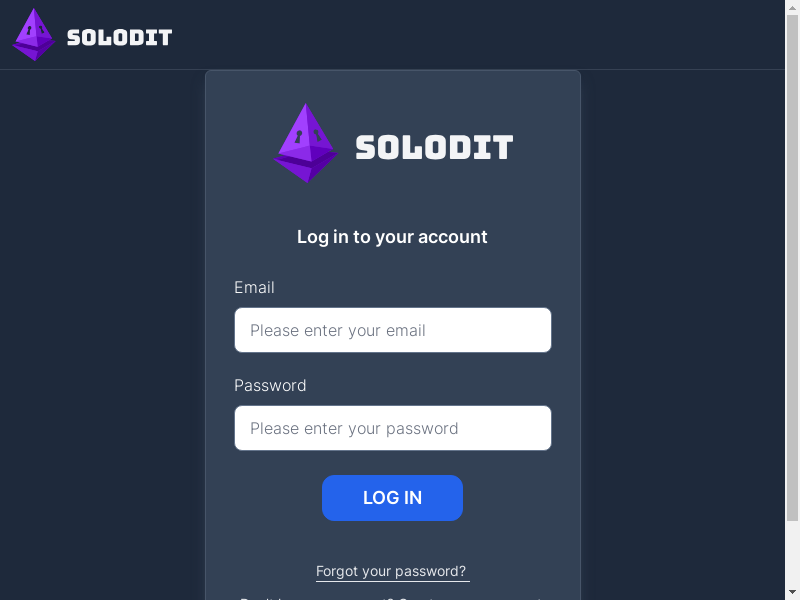 SOLODIT
SOLODIT
Log in to your account
Email
Please enter your email
Password
Please enter your password
LOG IN
Forgot your password?